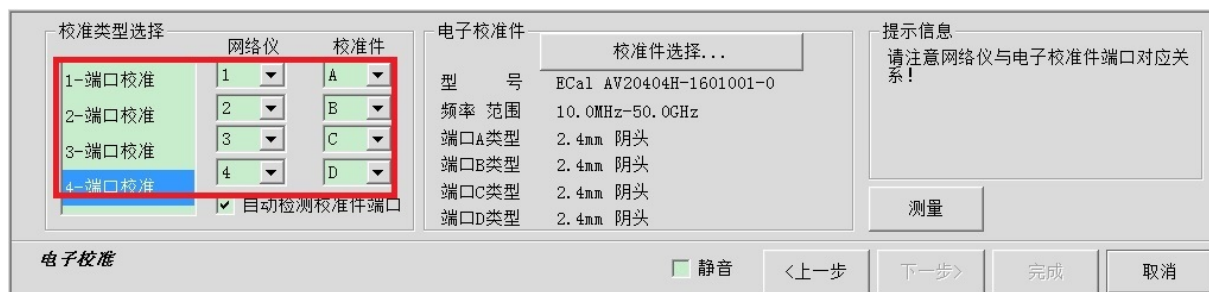 校准类型选择
网络仪 校准件
1-端口校准 1 A
2-端口校准 2 B
3-端口校准 3 C
4-端口校准 4 D
自动检测校准件端口
电子校准件
校准件选择...
型 号 ECal AV20404H-1601001-0
频率 范围 10.0MHz-50.0GHz
端口A类型 2.4mm 阴头
端口B类型 2.4mm 阴头
端口C类型 2.4mm 阴头
端口D类型 2.4mm 阴头
提示信息
请注意网络仪与电子校准件端口对应关
系!
测量
电子校准
静音 <上一步 下一步> 完成 取消